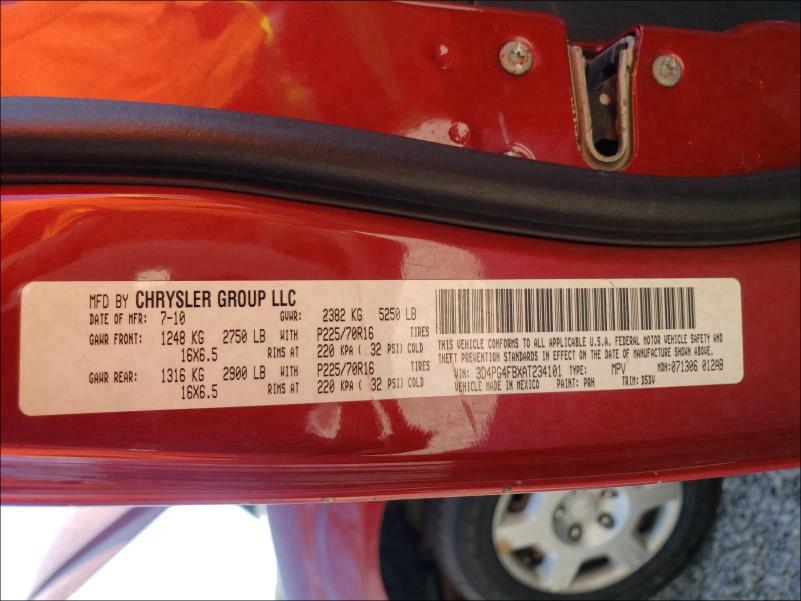 MFD BY CHRYSLER GROUP LLC
DATE OF MFR: 7-10 GVWR: 2382 KG 5250 LB
GAWR FRONT: 1248 KG 2750 LB WITH P225/70R16 TIRES
16X6.5 RIMS AT 220 KPA ( 32 PSI) COLD
GAWR REAR: 1316 KG 2900 LB WITH P225/70R16 TIRES
16X6.5 RIMS AT 220 KPA ( 32 PSI) COLD
THIS VEHICLE CONFORMS TO ALL APPLICABLE U.S.A. FEDERAL MOTOR VEHICLE SAFETY AND
THEFT PREVENTION STANDARDS IN EFFECT ON THE DATE OF MANUFACTURE SHOWN ABOVE.
VIN: 3D4PG4FBXAT234101 TYPE: MPV MDH: 071306 012AB
VEHICLE MADE IN MEXICO PAINT: PRH TRIM: D5DV